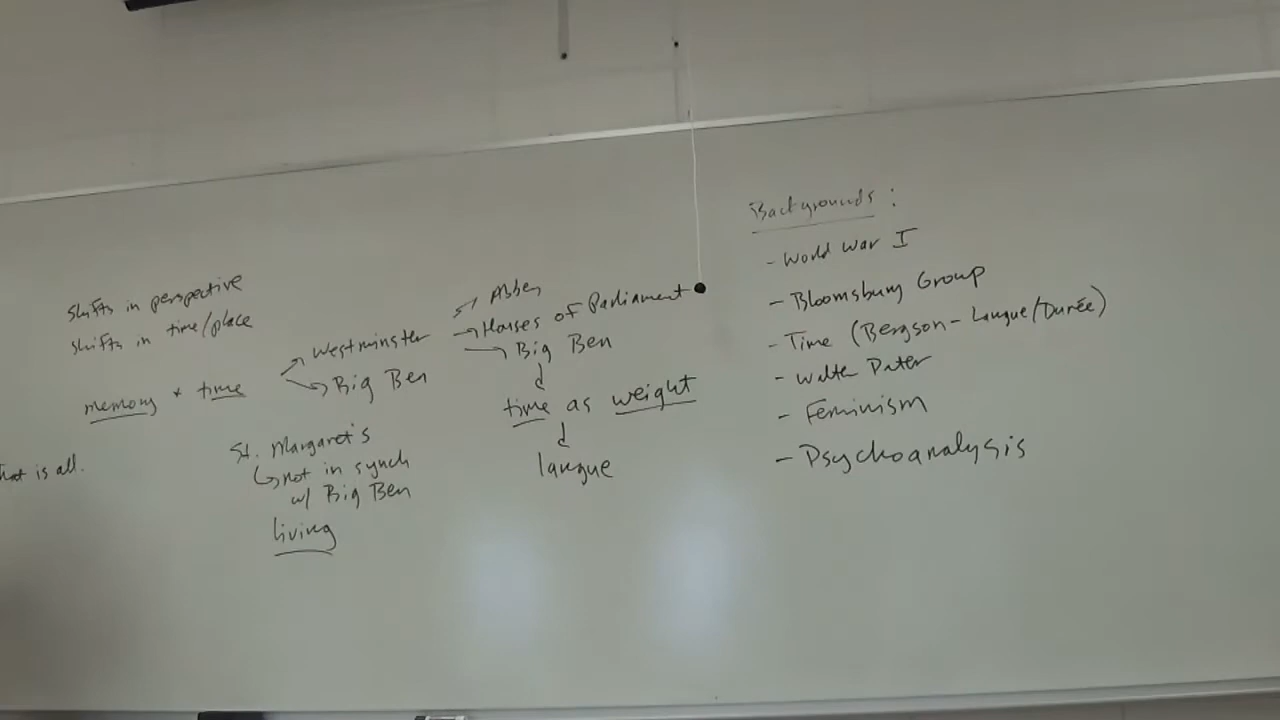 Shifts in perspective
shifts in time/place
memory + time
Westminster
Big Ben
Abbey
Houses of Parliament
Big Ben
time as weight
langue
St. Margaret's
not in synch
w/ Big Ben
living
that is all.
Backgrounds:
- World War I
- Bloomsbury Group
- Time (Bergson - Langue/Durée)
- Walter Pater
- Feminism
- Psychoanalysis